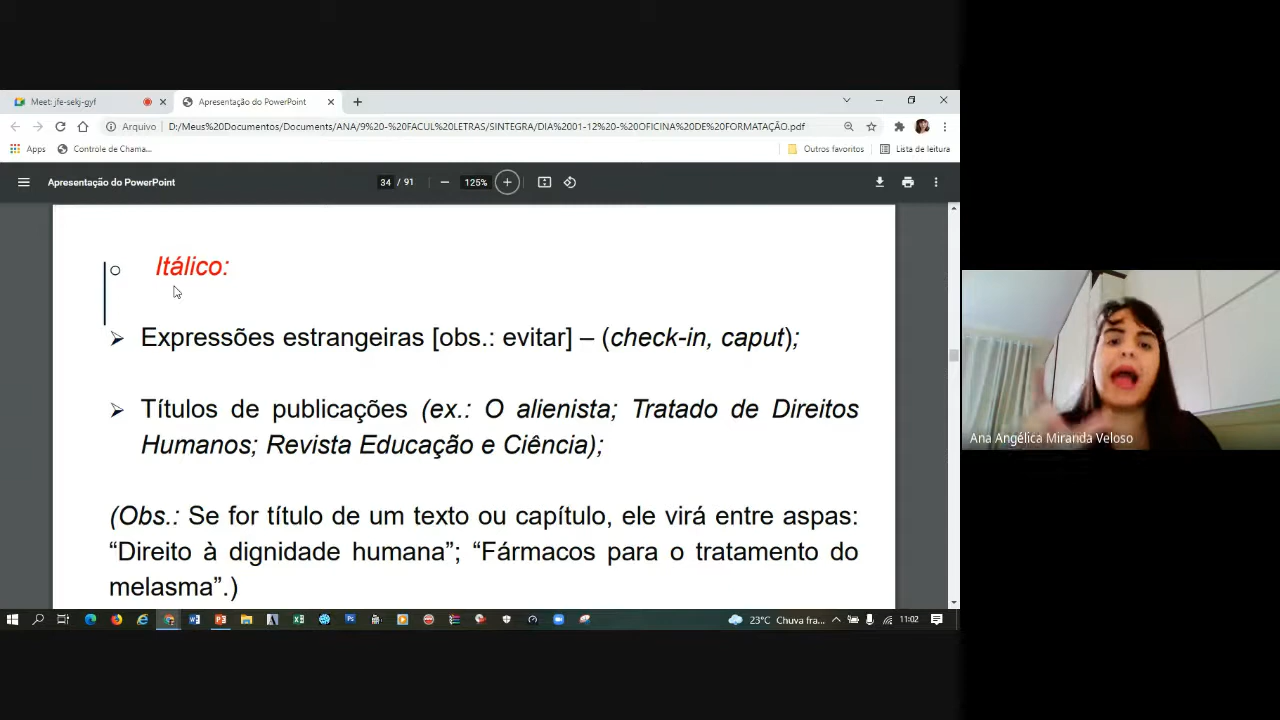 Meet: jfe-sekj-gyf
Apresentação do PowerPoint
Arquivo
D:/Meus%20Documentos/Documents/ANA/9%20-%20FACUL%20LETRAS/SINTEGRA/DIA%2001-12%20-%20OFICINA%20DE%20FORMATAÇÃO.pdf
Apps
Controle de Chama...
Outros favoritos
Lista de leitura
Apresentação do PowerPoint
34 / 91
125%
Itálico:
Expressões estrangeiras [obs.: evitar] – (check-in, caput);
Títulos de publicações (ex.: O alienista; Tratado de Direitos
Humanos; Revista Educação e Ciência);
(Obs.: Se for título de um texto ou capítulo, ele virá entre aspas:
“Direito à dignidade humana”; “Fármacos para o tratamento do
melasma”.)
Ana Angélica Miranda Veloso
23°C Chuva fra...
11:02